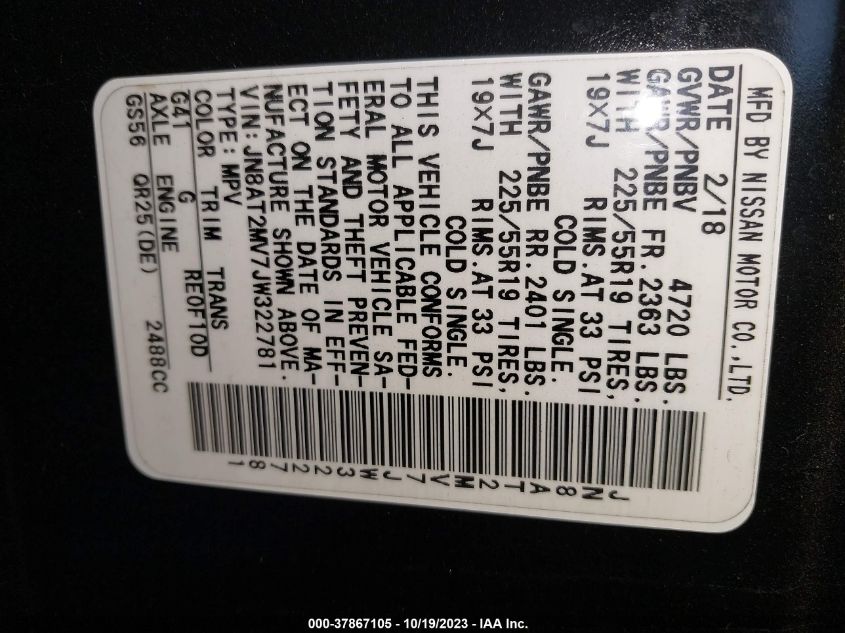 MFD BY NISSAN MOTOR CO.,LTD.
DATE 2/18
GVWR/PNBV 4720 LBS.
GAWR/PNBE FR. 2363 LBS.
WITH 225/55R19 TIRES,
19X7J RIMS.AT 33 PSI
COLD SINGLE.
GAWR/PNBE RR. 2401 LBS.
WITH 225/55R19 TIRES,
19X7J RIMS.AT 33 PSI
COLD SINGLE.
THIS VEHICLE CONFORMS
TO ALL APPLICABLE FED-
ERAL MOTOR VEHICLE SA-
FETY AND THEFT PREVEN-
TION STANDARDS IN EFF-
ECT ON THE DATE OF MA-
NUFACTURE SHOWN ABOVE.
VIN:JN8AT2MV7JW322781
TYPE:MPV
COLOR TRIM TRANS
G41 G RE0F10D
AXLE ENGINE
GS56 QR25(DE) 2488CC
JN8AT2MV7JW322781
000-37867105 - 10/19/2023 - IAA Inc.